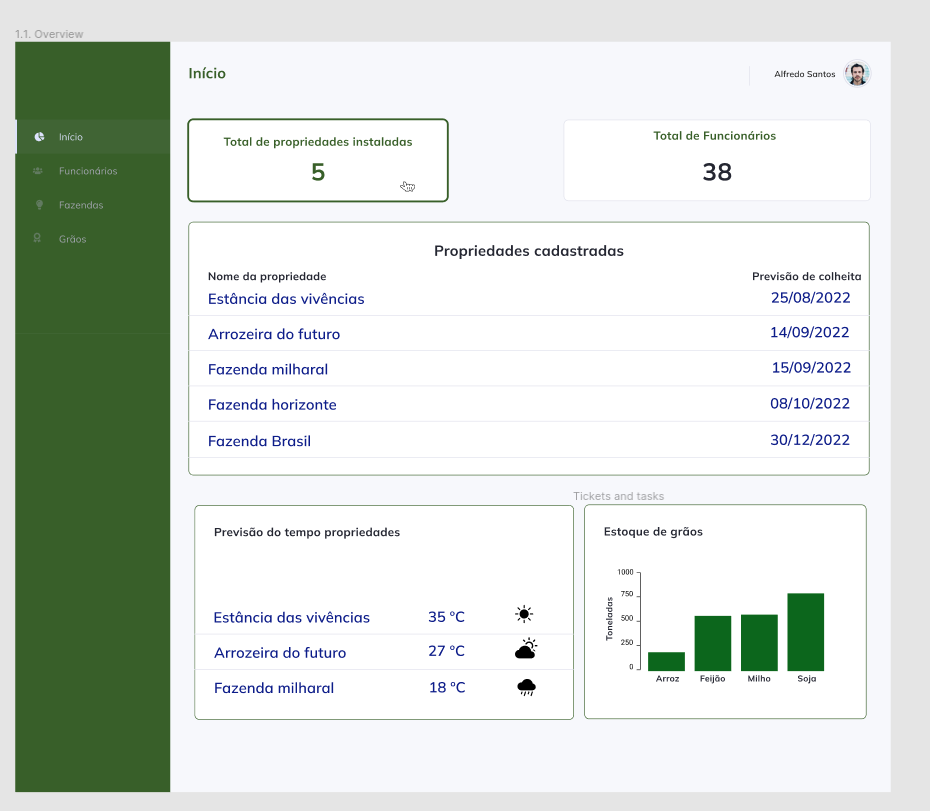 1.1. Overview
Início
Alfredo Santos
Início
Funcionários
Fazendas
Grãos
Total de propriedades instaladas
5
Total de Funcionários
38
Propriedades cadastradas
Nome da propriedade Previsão de colheita
Estância das vivências 25/08/2022
Arrozeira do futuro 14/09/2022
Fazenda milharal 15/09/2022
Fazenda horizonte 08/10/2022
Fazenda Brasil 30/12/2022
Previsão do tempo propriedades
Estância das vivências 35 ºC
Arrozeira do futuro 27 ºC
Fazenda milharal 18 ºC
Tickets and tasks
Estoque de grãos
Toneladas
1000
750
500
250
0
Arroz Feijão Milho Soja